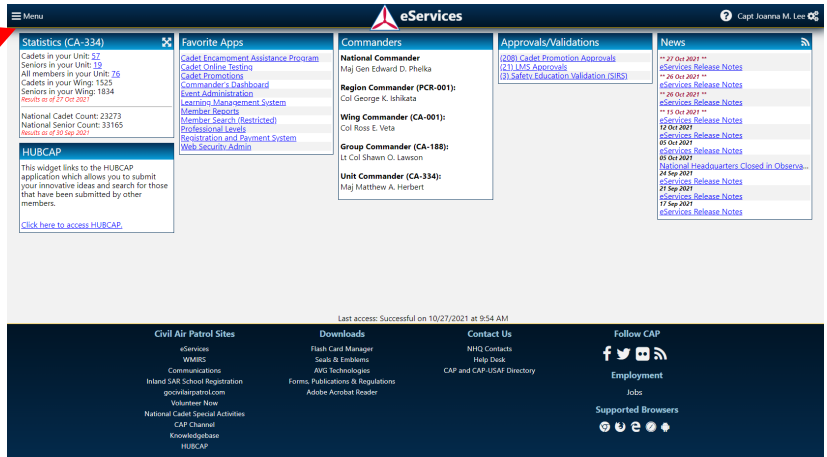 Menu
eServices
Capt Joanna M. Lee
Statistics (CA-334)
Cadets in your Unit: 57
Seniors in your Unit: 19
All members in your Unit: 76
Cadets in your Wing: 1525
Seniors in your Wing: 1834
Results as of 27 Oct 2021
National Cadet Count: 23273
National Senior Count: 33165
Results as of 30 Sep 2021
HUBCAP
This widget links to the HUBCAP
application which allows you to submit
your innovative ideas and search for those
that have been submitted by other
members.
Click here to access HUBCAP.
Favorite Apps
Cadet Encampment Assistance Program
Cadet Online Testing
Cadet Promotions
Commander's Dashboard
Event Administration
Learning Management System
Member Reports
Member Search (Restricted)
Professional Levels
Registration and Payment System
Web Security Admin
Commanders
National Commander
Maj Gen Edward D. Phelka
Region Commander (PCR-001):
Col George K. Ishikata
Wing Commander (CA-001):
Col Ross E. Veta
Group Commander (CA-188):
Lt Col Shawn O. Lawson
Unit Commander (CA-334):
Maj Matthew A. Herbert
Approvals/Validations
(208) Cadet Promotion Approvals
(21) LMS Approvals
(3) Safety Education Validation (SIRS)
News
** 27 Oct 2021 **
eServices Release Notes
** 26 Oct 2021 **
eServices Release Notes
** 26 Oct 2021 **
eServices Release Notes
** 15 Oct 2021 **
eServices Release Notes
12 Oct 2021
eServices Release Notes
05 Oct 2021
eServices Release Notes
05 Oct 2021
National Headquarters Closed in Observa...
24 Sep 2021
eServices Release Notes
21 Sep 2021
eServices Release Notes
17 Sep 2021
eServices Release Notes
Last access: Successful on 10/27/2021 at 9:54 AM
Civil Air Patrol Sites
eServices
WMIRS
Communications
Inland SAR School Registration
gocivilairpatrol.com
Volunteer Now
National Cadet Special Activities
CAP Channel
Knowledgebase
HUBCAP
Downloads
Flash Card Manager
Seals & Emblems
AVG Technologies
Forms, Publications & Regulations
Adobe Acrobat Reader
Contact Us
NHQ Contacts
Help Desk
CAP and CAP-USAF Directory
Follow CAP
Employment
Jobs
Supported Browsers